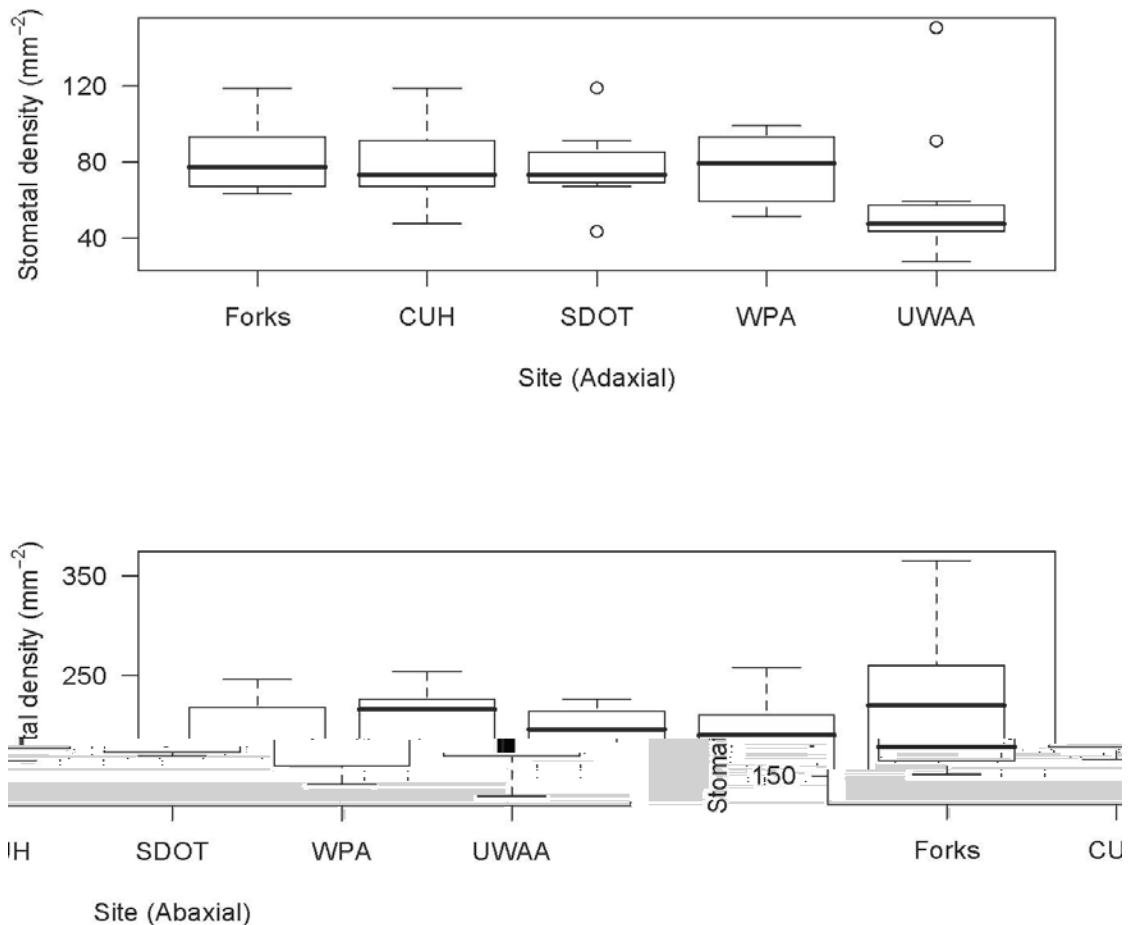 Stomatal density (mm−2)
120
80
40
Forks CUH SDOT WPA UWAA
Site (Adaxial)
tal density (mm−2)
350
250
Stomat
150
JH SDOT WPA UWAA Forks CU
Site (Abaxial)